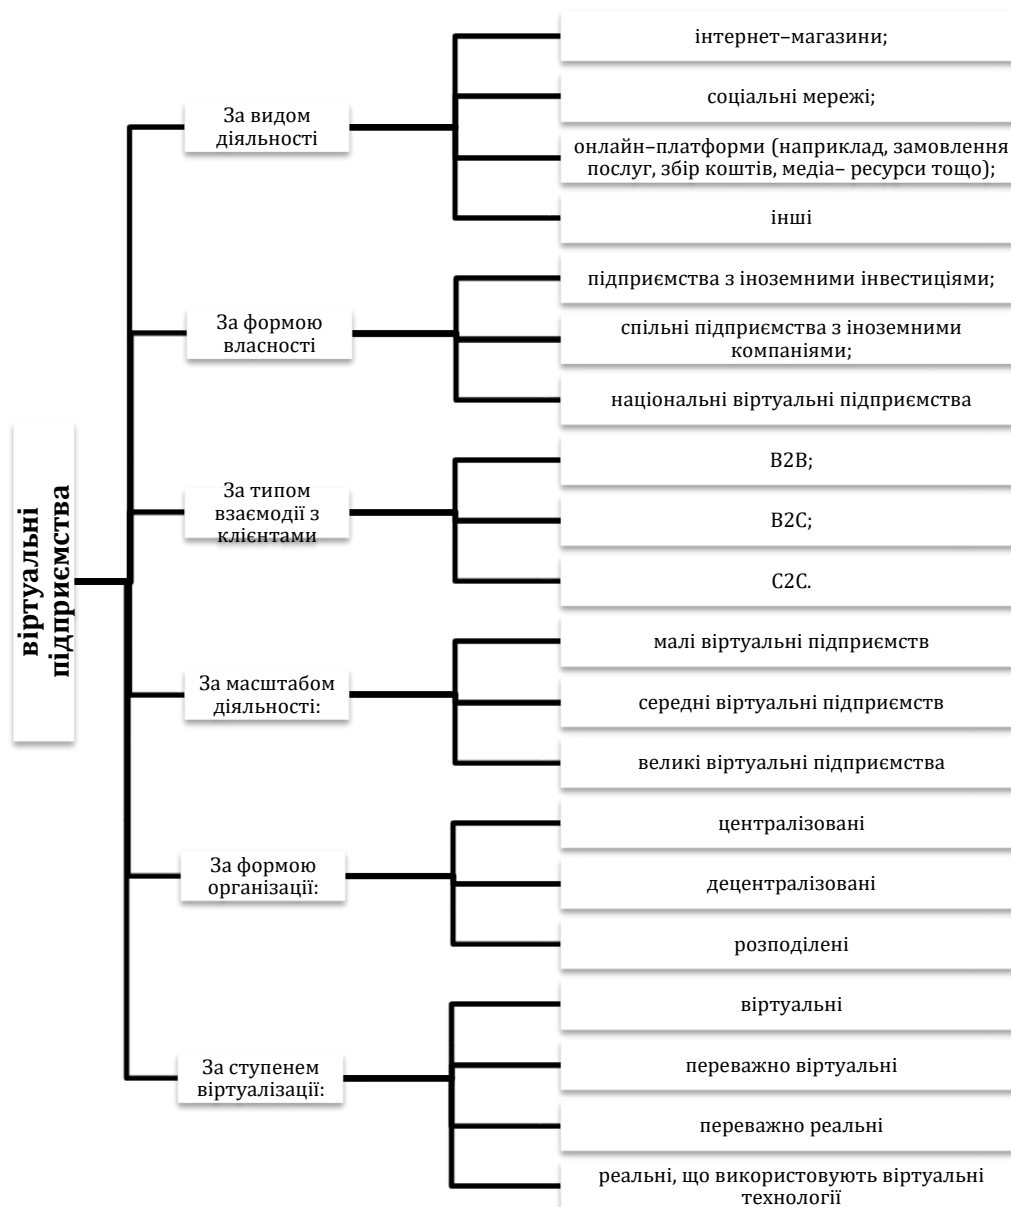 віртуальні
підприємства
За видом
діяльності
інтернет–магазини;
соціальні мережі;
онлайн–платформи (наприклад, замовлення
послуг, збір коштів, медіа– ресурси тощо);
інші
За формою
власності
підприємства з іноземними інвестиціями;
спільні підприємства з іноземними
компаніями;
національні віртуальні підприємства
За типом
взаємодії з
клієнтами
B2B;
B2C;
C2C.
За масштабом
діяльності:
малі віртуальні підприємств
середні віртуальні підприємств
великі віртуальні підприємства
За формою
організації:
централізовані
децентралізовані
розподілені
За ступенем
віртуалізації:
віртуальні
переважно віртуальні
переважно реальні
реальні, що використовують віртуальні
технології